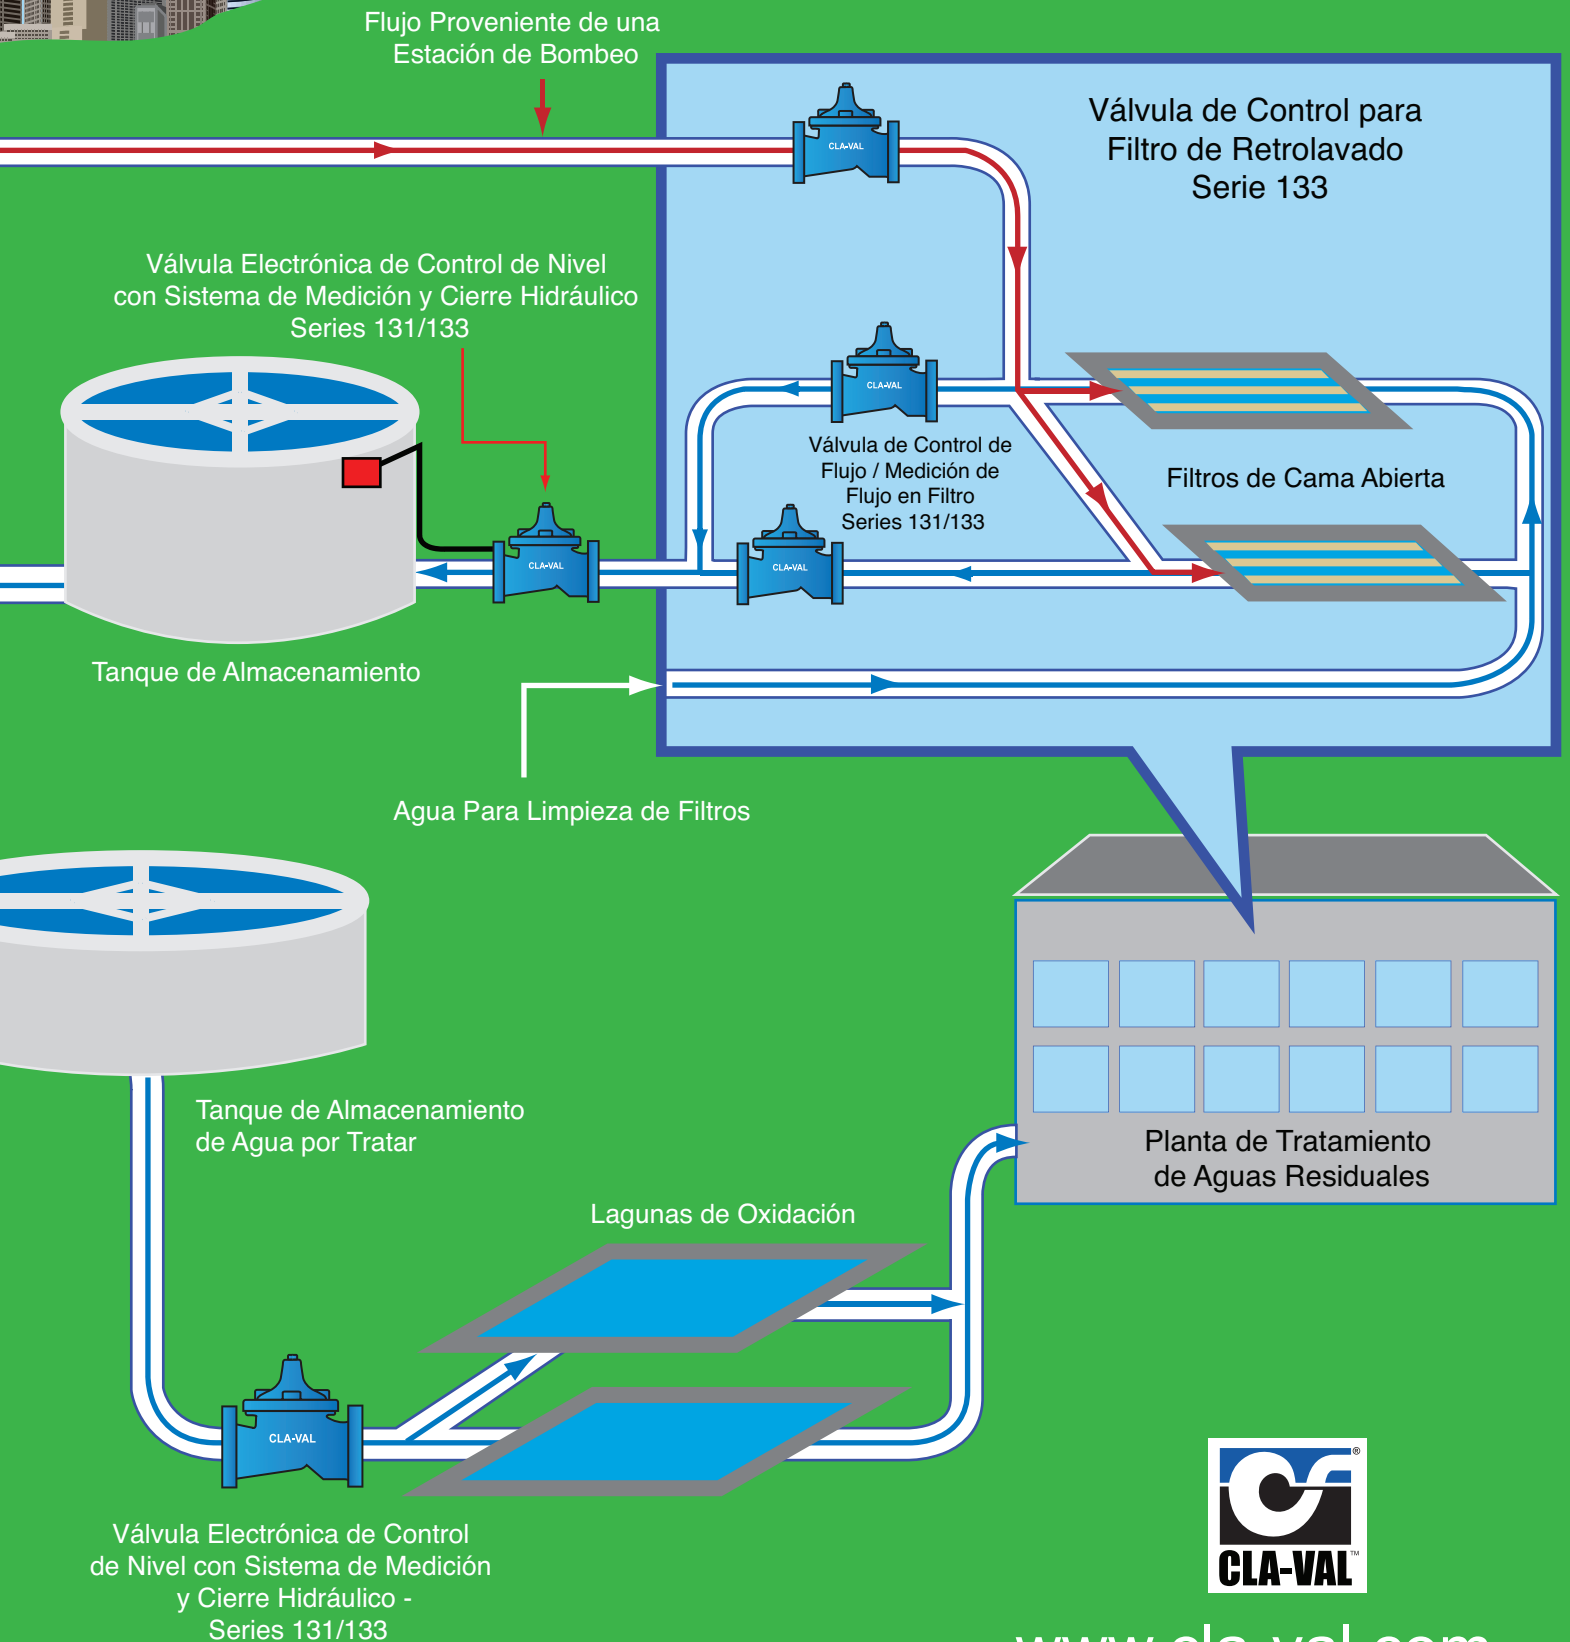 Flujo Proveniente de una
Estación de Bombeo
CLA-VAL
Válvula de Control para
Filtro de Retrolavado
Serie 133
Válvula Electrónica de Control de Nivel
con Sistema de Medición y Cierre Hidráulico
Series 131/133
CLA-VAL
Válvula de Control de
Flujo / Medición de
Flujo en Filtro
Series 131/133
Filtros de Cama Abierta
CLA-VAL
CLA-VAL
Tanque de Almacenamiento
Agua Para Limpieza de Filtros
Tanque de Almacenamiento
de Agua por Tratar
Planta de Tratamiento
de Aguas Residuales
Lagunas de Oxidación
CLA-VAL
Válvula Electrónica de Control
de Nivel con Sistema de Medición
y Cierre Hidráulico -
Series 131/133
®
CLA-VAL™
www.cla-val.com